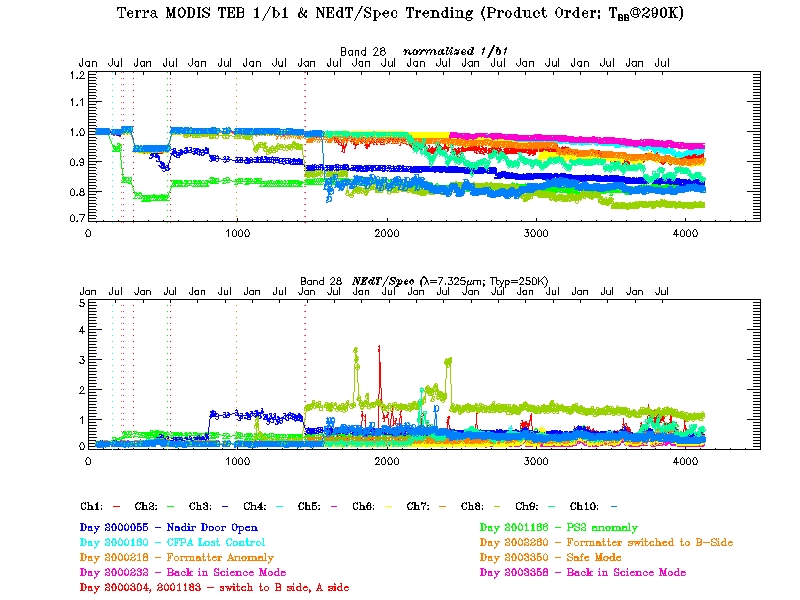 Terra MODIS TEB 1/b1 & NEdT/Spec Trending (Product Order; TBB@290K)
Band 28 normalized 1/b1
Jan Jul Jan Jul Jan Jul Jan Jul Jan Jul Jan Jul Jan Jul Jan Jul Jan Jul Jan Jul Jan Jul
1.2
1.1
1.0
0.9
0.8
0.7
0 1000 2000 3000 4000
Band 28 NEdT/Spec (λ=7.325μm; Ttyp=250K)
Jan Jul Jan Jul Jan Jul Jan Jul Jan Jul Jan Jul Jan Jul Jan Jul Jan Jul Jan Jul Jan Jul
5
4
3
2
1
0
0 1000 2000 3000 4000
Ch1: Ch2: Ch3: Ch4: Ch5: Ch6: Ch7: Ch8: Ch9: Ch10:
Day 2000055 - Nadir Door Open
Day 2000160 - CFPA Lost Control
Day 2000218 - Formatter Anomaly
Day 2000232 - Back in Science Mode
Day 2000304, 2001183 - switch to B side, A side
Day 2001166 - PS2 anomaly
Day 2002260 - Formatter switched to B-Side
Day 2003350 - Safe Mode
Day 2003358 - Back in Science Mode